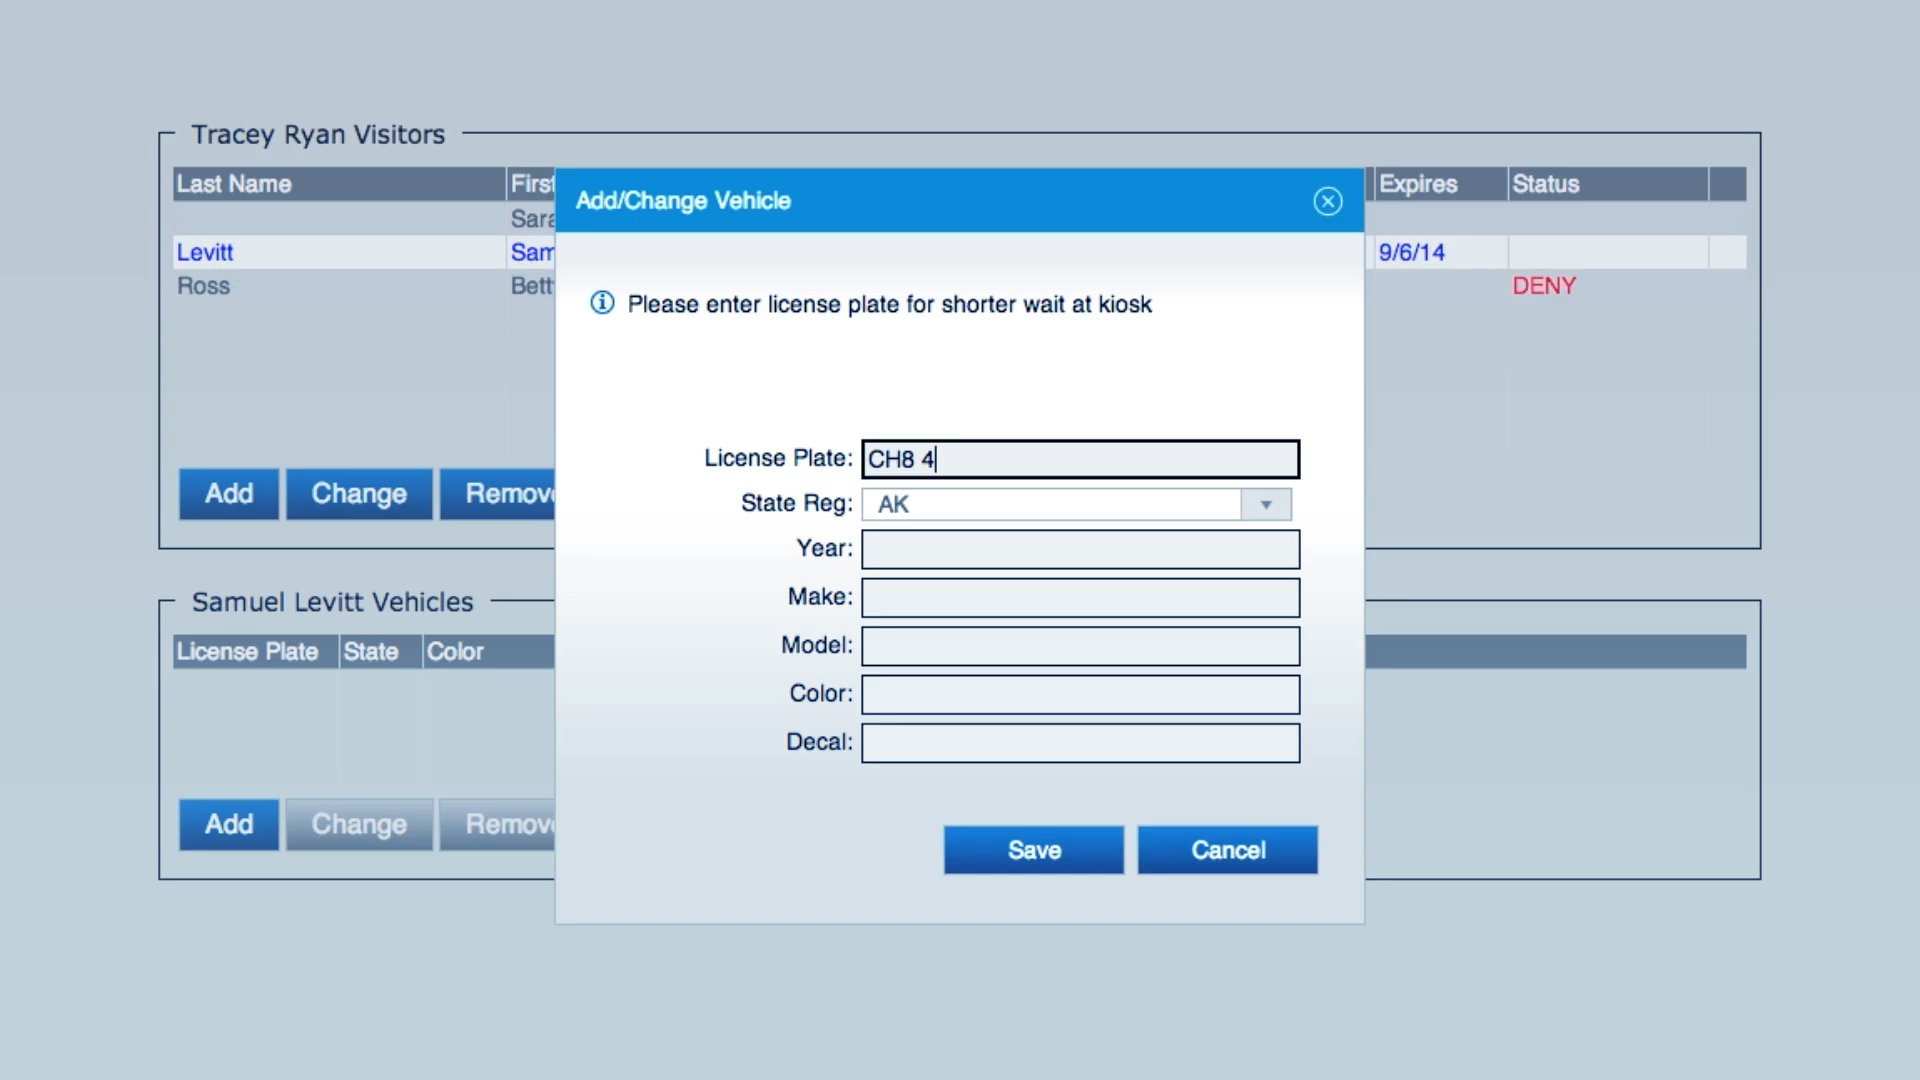 Tracey Ryan Visitors
Last Name First Expires Status
Sara
Levitt Sam 9/6/14
Ross Bett DENY
Add Change Remove
Add/Change Vehicle
Please enter license plate for shorter wait at kiosk
License Plate: CH8 4
State Reg: AK
Year:
Make:
Model:
Color:
Decal:
Save Cancel
Samuel Levitt Vehicles
License Plate State Color
Add Change Remove